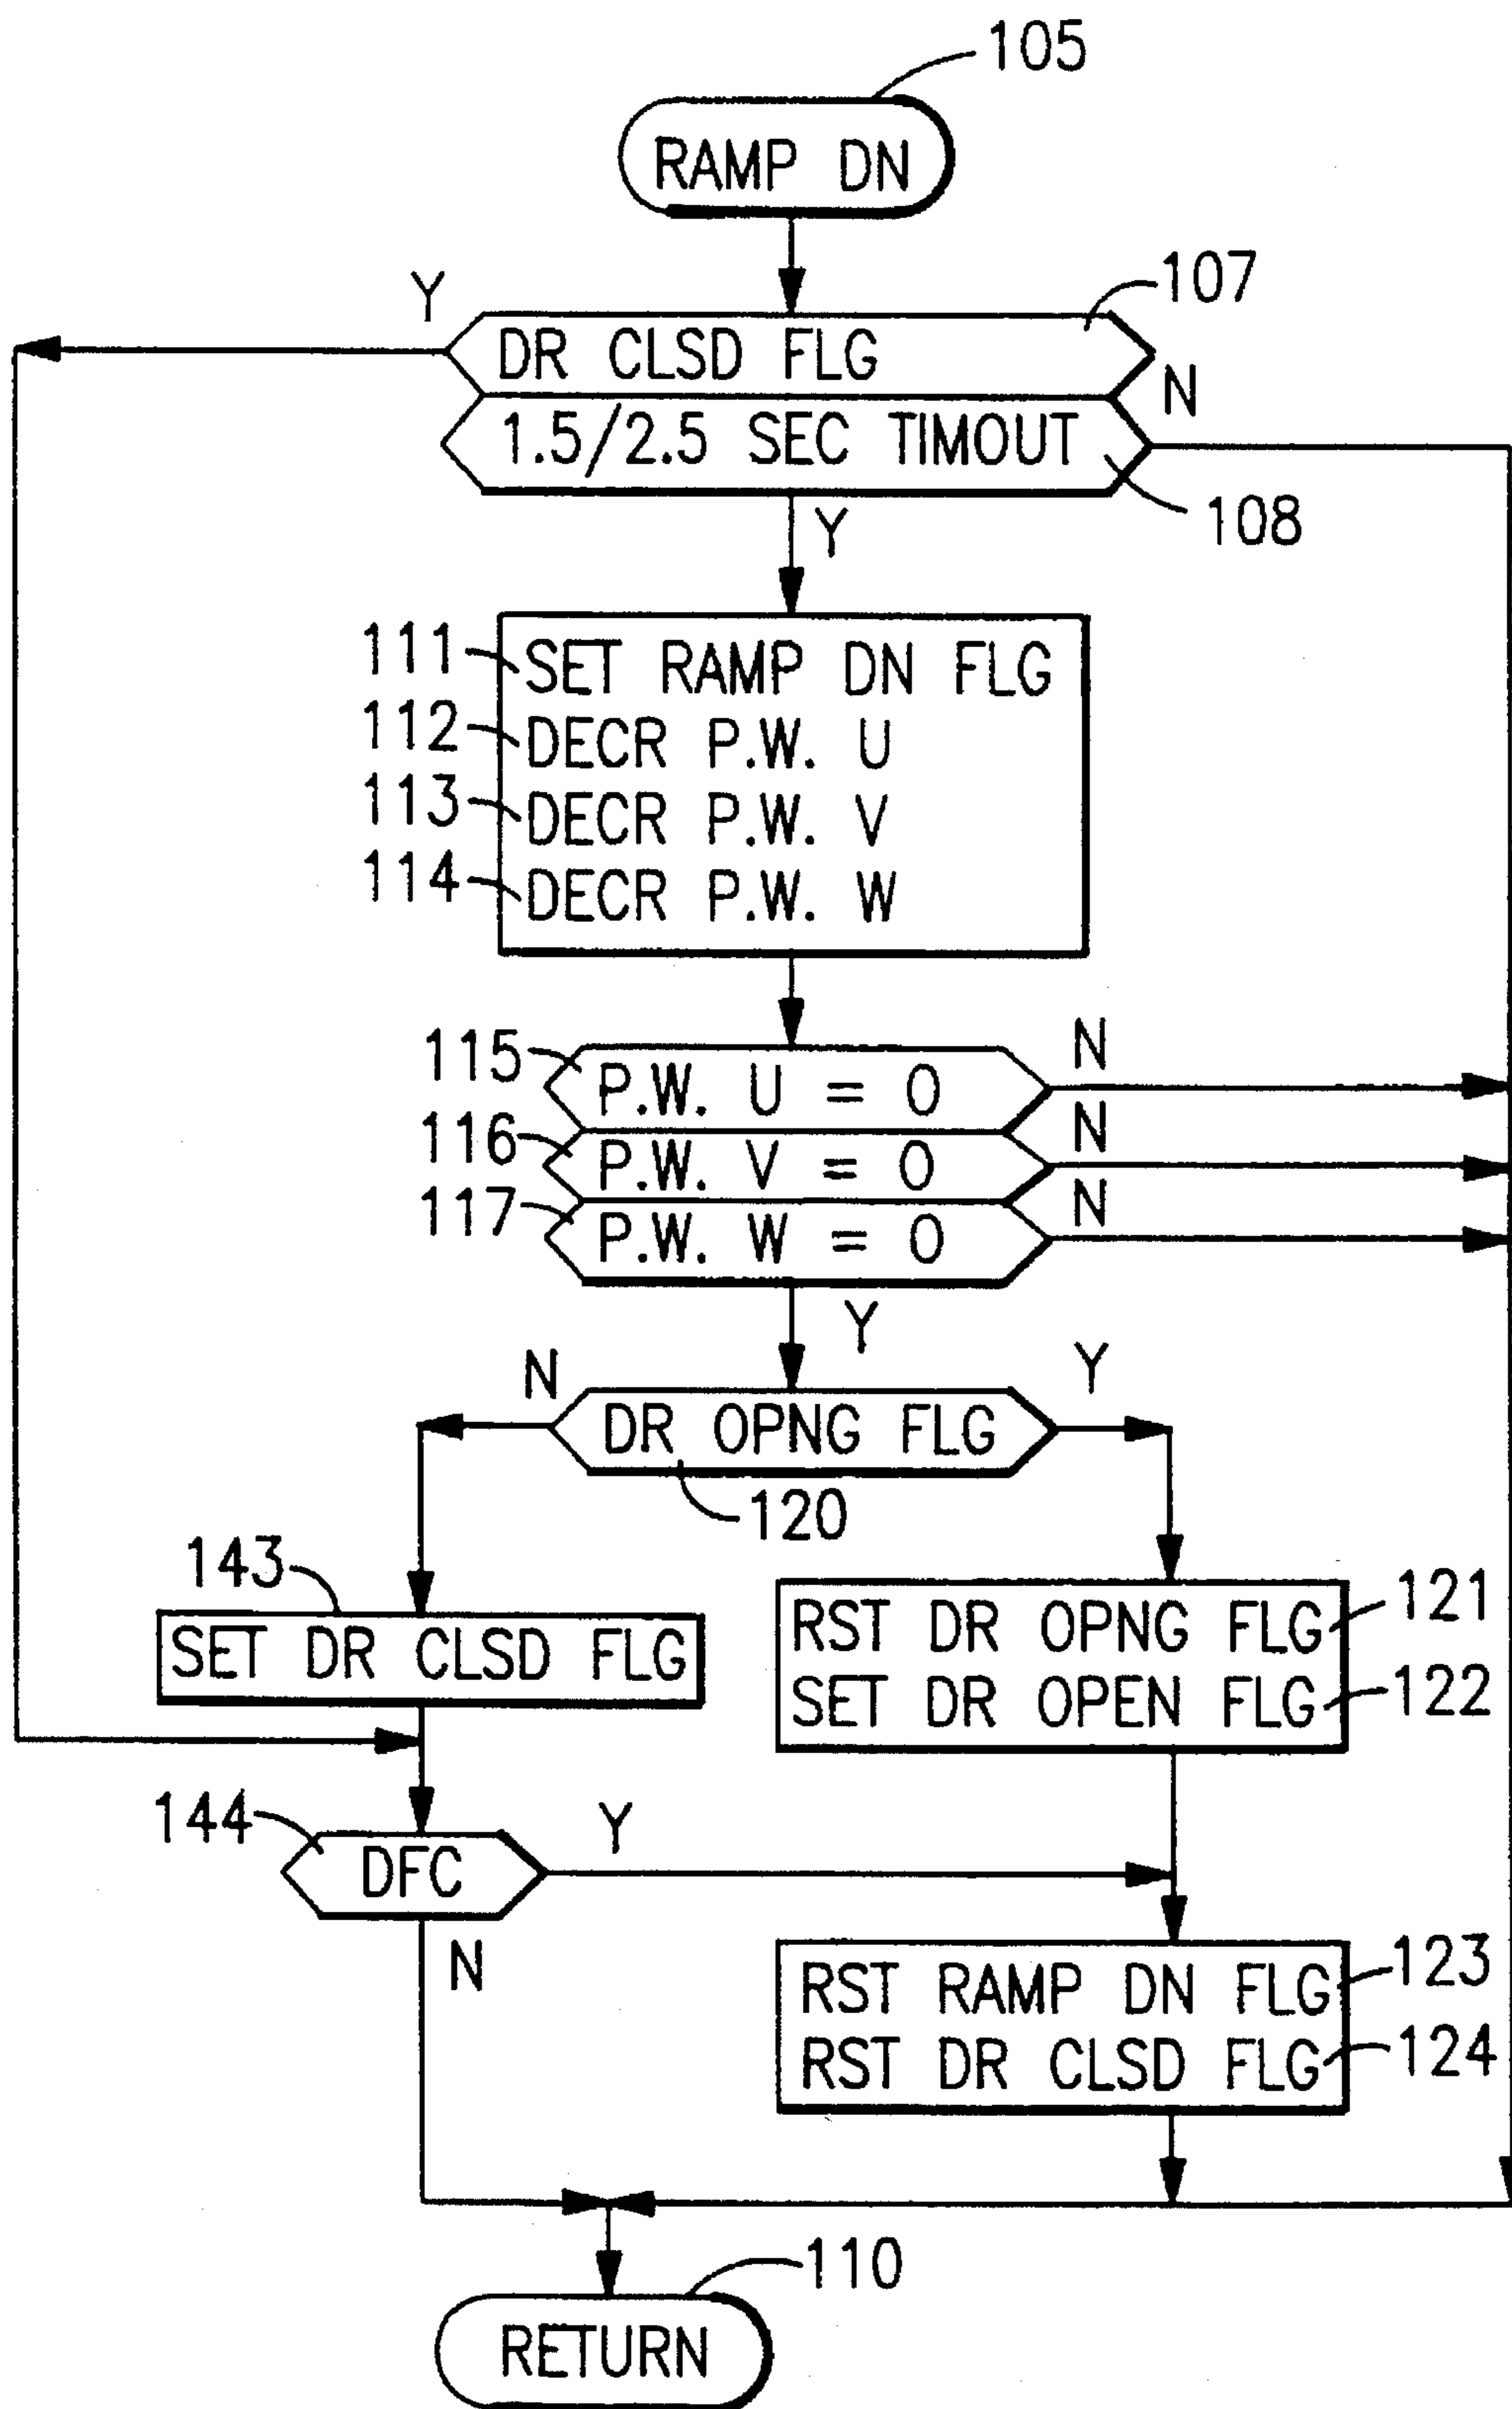 105
RAMP DN
Y
107
DR CLSD FLG
N
1.5/2.5 SEC TIMOUT
108
Y
111 SET RAMP DN FLG
112 DECR P.W. U
113 DECR P.W. V
114 DECR P.W. W
115 P.W. U = 0 N
116 P.W. V = 0 N
117 P.W. W = 0 N
Y
N Y
DR OPNG FLG
120
143
SET DR CLSD FLG
RST DR OPNG FLG 121
SET DR OPEN FLG 122
144
DFC
Y
N
RST RAMP DN FLG 123
RST DR CLSD FLG 124
110
RETURN